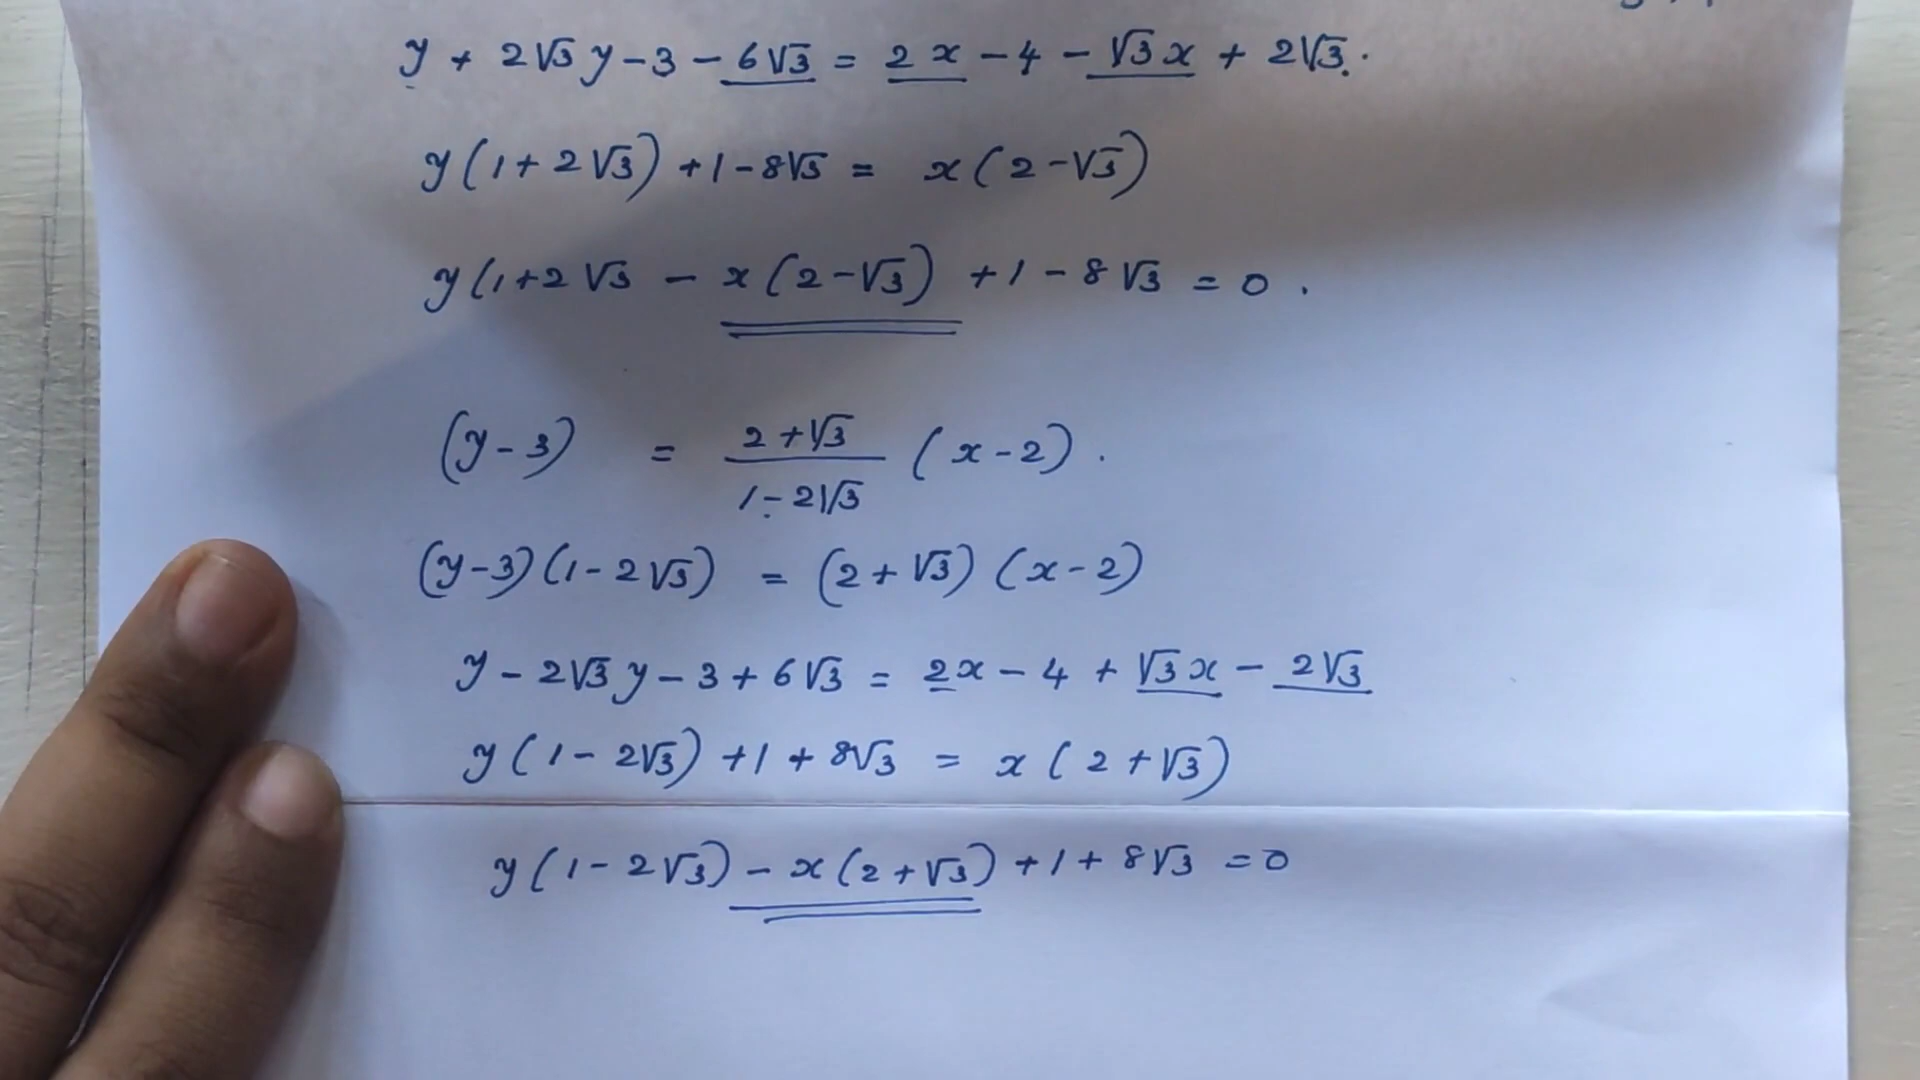 y + 2√3 y - 3 - 6√3 = 2x - 4 - √3x + 2√3.
y(1 + 2√3) + 1 - 8√3 = x(2 - √3)
y(1 + 2√3 - x(2 - √3) + 1 - 8√3 = 0.
(y - 3) = (2 + √3)/(1 - 2√3) (x - 2).
(y - 3)(1 - 2√3) = (2 + √3)(x - 2)
y - 2√3 y - 3 + 6√3 = 2x - 4 + √3x - 2√3
y(1 - 2√3) + 1 + 8√3 = x(2 + √3)
y(1 - 2√3) - x(2 + √3) + 1 + 8√3 = 0